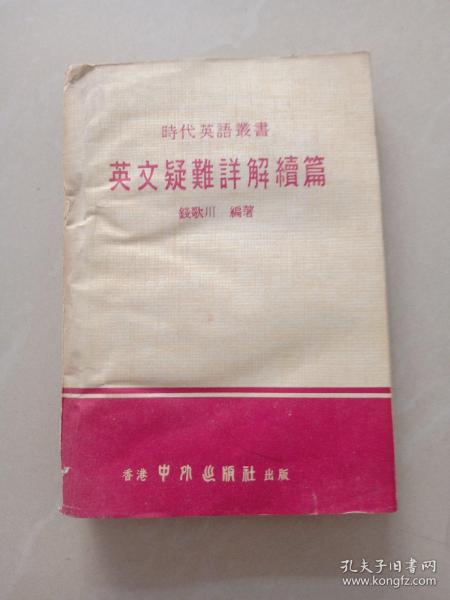 時代英語叢書
英文疑難詳解續篇
錢歌川 編著
香港 中外出版社 出版
孔夫子旧书网
www.kongfz.com